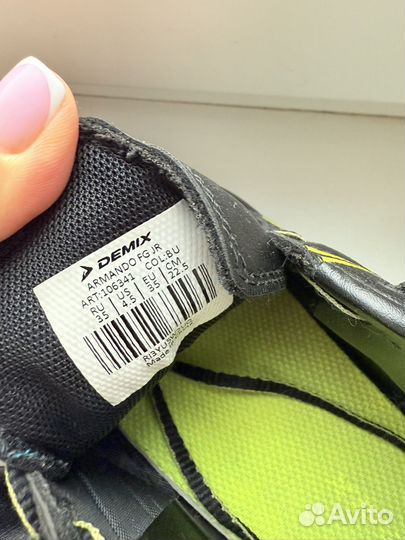 DEMIX
ARMANDO FG JR
ART:106341 COL:BU
RU US EU CM
35 4.5 35 22.5
Made
Avito